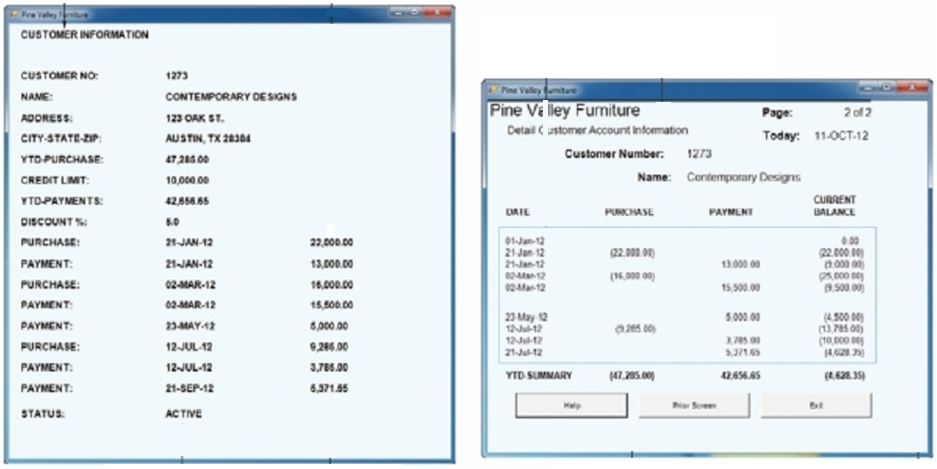 Pine Valley Furniture
CUSTOMER INFORMATION
CUSTOMER NO: 1273
NAME: CONTEMPORARY DESIGNS
ADDRESS: 123 OAK ST.
CITY-STATE-ZIP: AUSTIN, TX 28384
YTD-PURCHASE: 47,285.00
CREDIT LIMIT: 10,000.00
YTD-PAYMENTS: 42,656.65
DISCOUNT %: 5.0
PURCHASE: 21-JAN-12 22,000.00
PAYMENT: 21-JAN-12 13,000.00
PURCHASE: 02-MAR-12 16,000.00
PAYMENT: 02-MAR-12 15,500.00
PAYMENT: 23-MAY-12 5,000.00
PURCHASE: 12-JUL-12 9,285.00
PAYMENT: 12-JUL-12 3,785.00
PAYMENT: 21-SEP-12 5,371.65
STATUS: ACTIVE
Pine Valley Furniture
Pine Valley Furniture Page: 2 of 2
Detail Customer Account Information Today: 11-OCT-12
Customer Number: 1273
Name: Contemporary Designs
DATE PURCHASE PAYMENT CURRENT BALANCE
01-Jan-12 0.00
21-Jan-12 (22,000.00) (22,000.00)
21-Jan-12 13,000.00 (9,000.00)
02-Mar-12 (16,000.00) (25,000.00)
02-Mar-12 15,500.00 (9,500.00)
23-May-12 5,000.00 (4,500.00)
12-Jul-12 (9,285.00) (13,785.00)
12-Jul-12 3,785.00 (10,000.00)
21-Jul-12 5,371.65 (4,628.35)
YTD-SUMMARY (47,285.00) 42,656.65 (4,628.35)
Help Prior Screen Exit